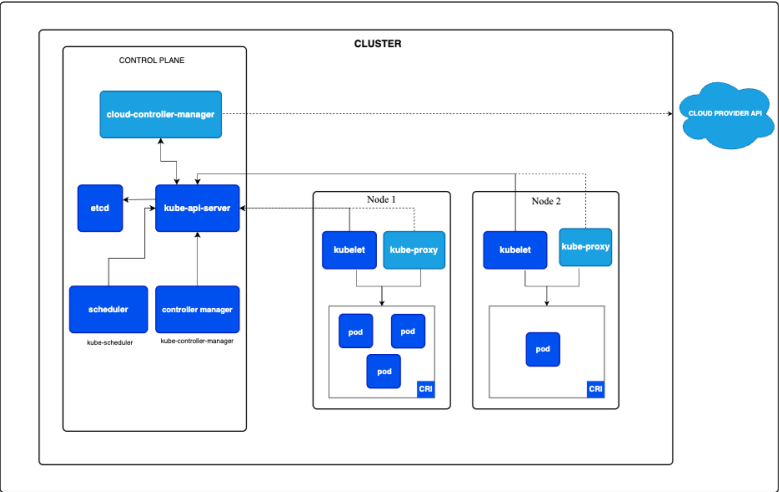 CLUSTER
CONTROL PLANE
cloud-controller-manager
CLOUD PROVIDER API
etcd
kube-api-server
scheduler
kube-scheduler
controller manager
kube-controller-manager
Node 1
kubelet
kube-proxy
pod
pod
pod
CRI
Node 2
kubelet
kube-proxy
pod
CRI